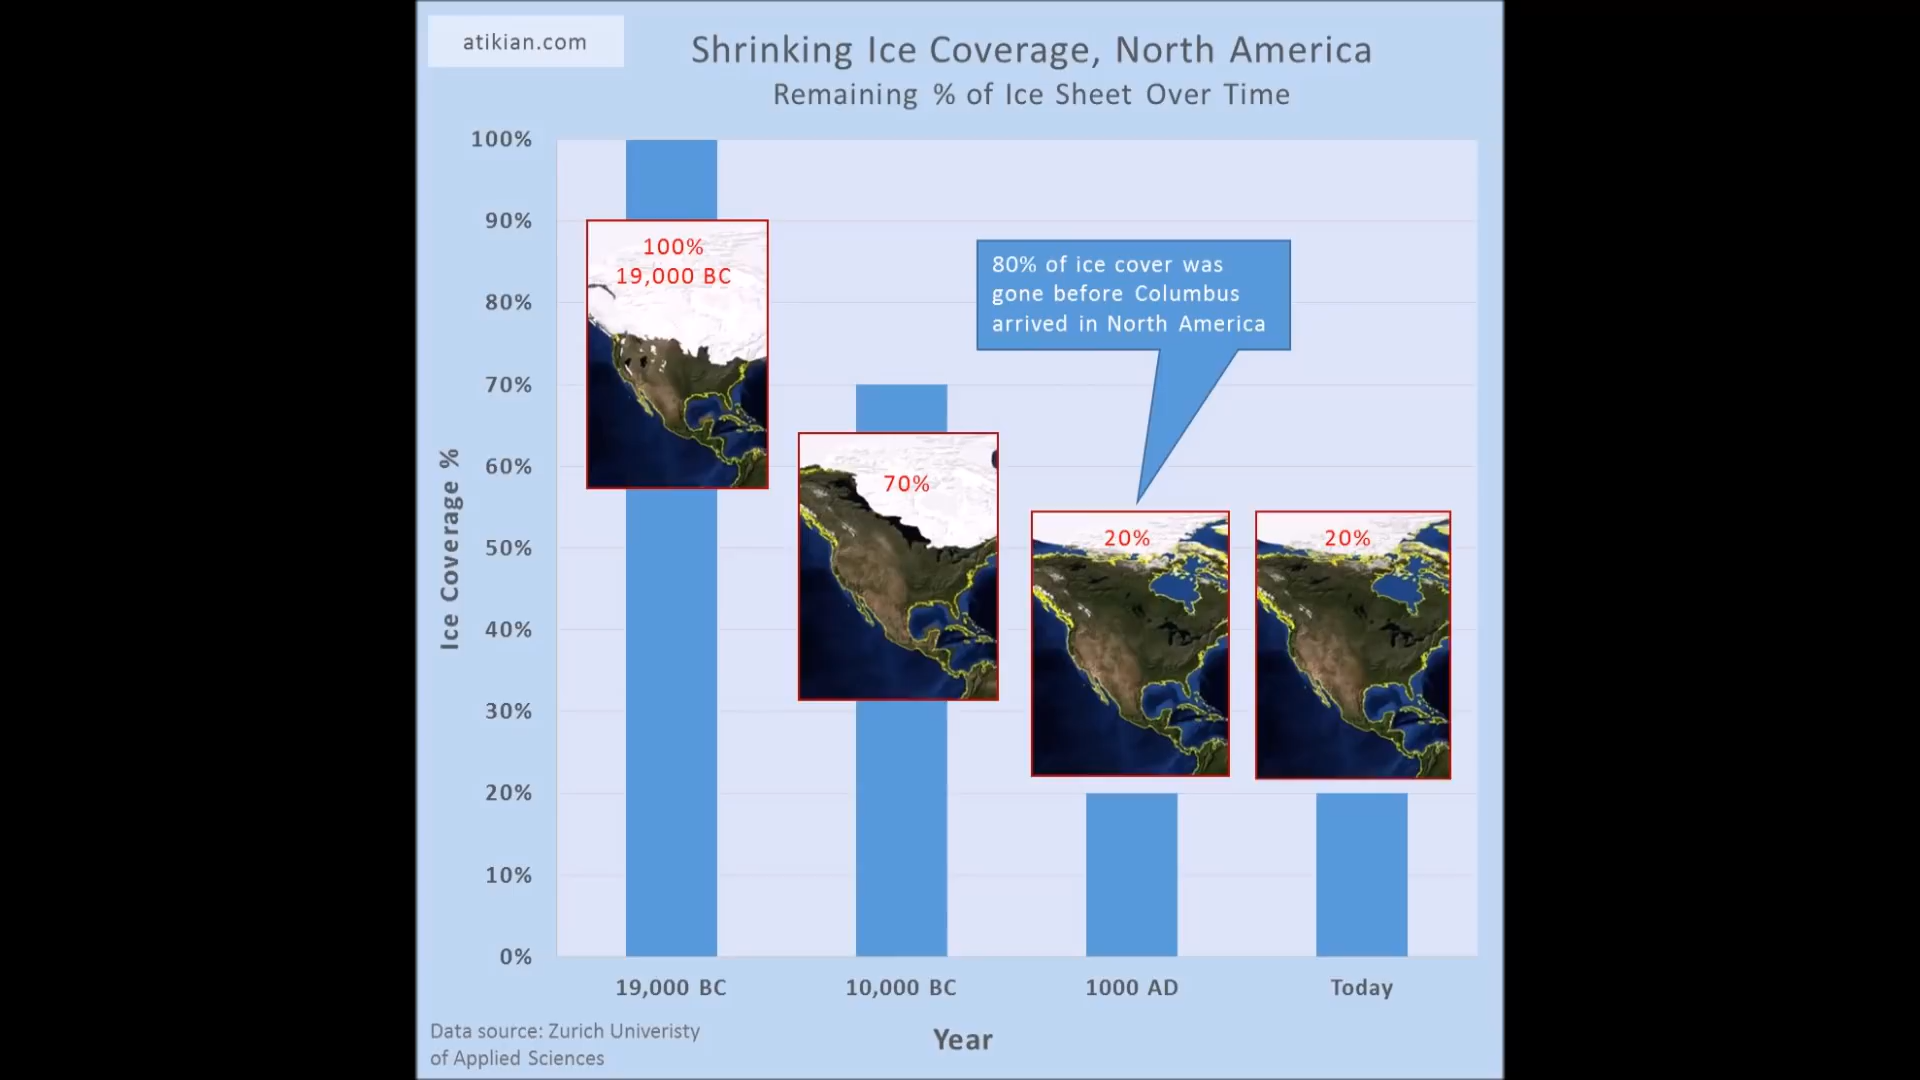 atikian.com
Shrinking Ice Coverage, North America
Remaining % of Ice Sheet Over Time
Ice Coverage %
100%
90%
80%
70%
60%
50%
40%
30%
20%
10%
0%
100%
19,000 BC
70%
80% of ice cover was
gone before Columbus
arrived in North America
20%
20%
19,000 BC
10,000 BC
1000 AD
Today
Year
Data source: Zurich Univeristy
of Applied Sciences